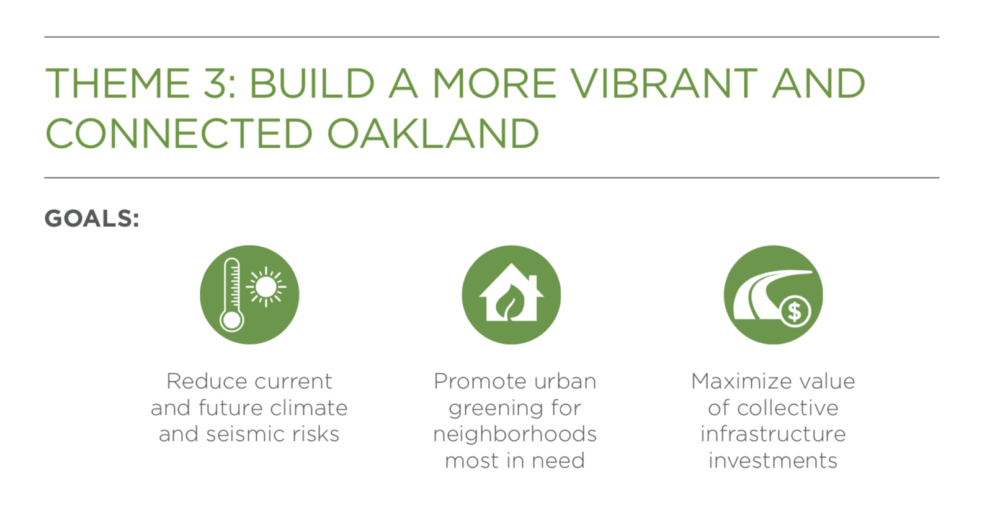 THEME 3: BUILD A MORE VIBRANT AND
CONNECTED OAKLAND
GOALS:
$
Reduce current
and future climate
and seismic risks
Promote urban
greening for
neighborhoods
most in need
Maximize value
of collective
infrastructure
investments